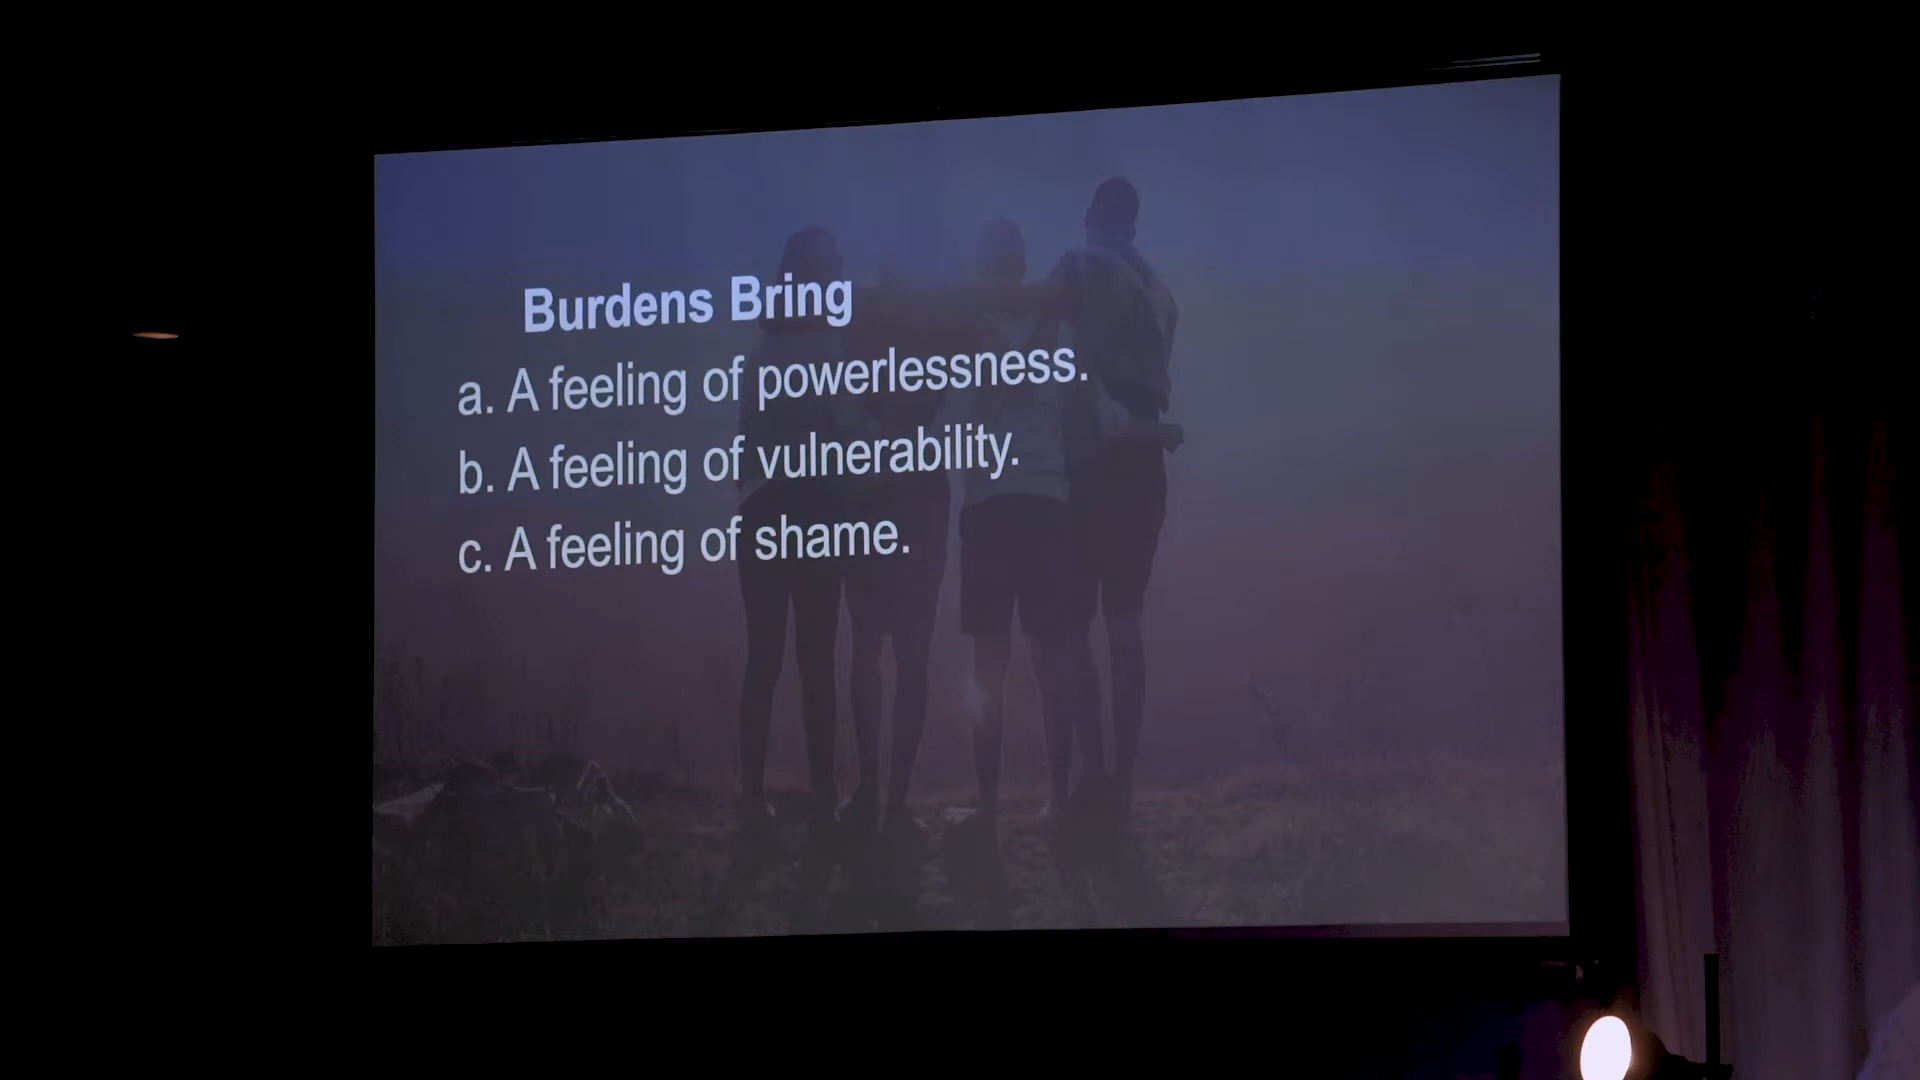 Burdens Bring
a. A feeling of powerlessness.
b. A feeling of vulnerability.
c. A feeling of shame.